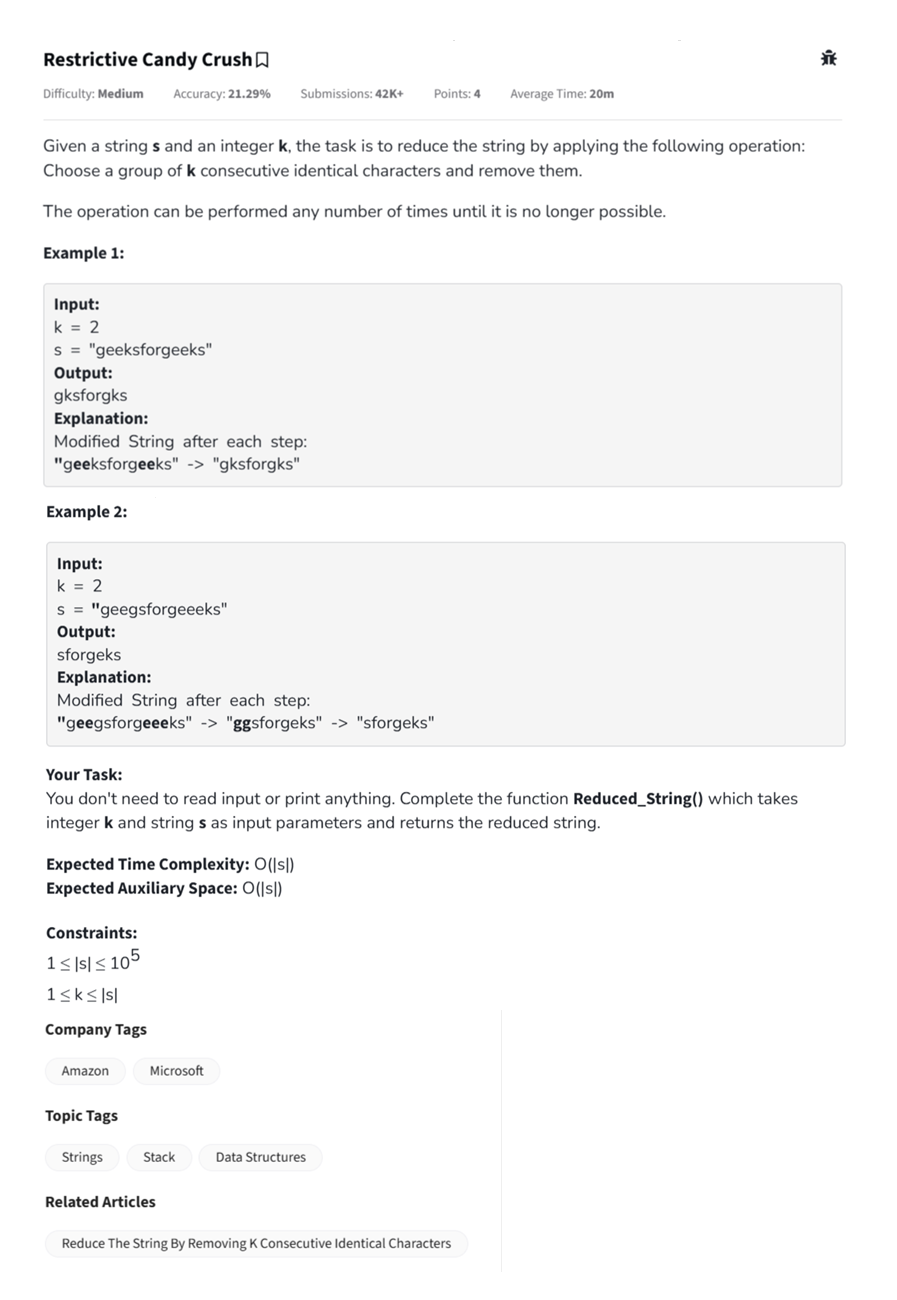 Restrictive Candy Crush
Difficulty: Medium Accuracy: 21.29% Submissions: 42K+ Points: 4 Average Time: 20m
Given a string s and an integer k, the task is to reduce the string by applying the following operation:
Choose a group of k consecutive identical characters and remove them.
The operation can be performed any number of times until it is no longer possible.
Example 1:
Input:
k = 2
s = "geeksforgeeks"
Output:
gksforgks
Explanation:
Modified String after each step:
"geeksforgeeks" -> "gksforgks"
Example 2:
Input:
k = 2
s = "geegsforgeeeks"
Output:
sforgeks
Explanation:
Modified String after each step:
"geegsforgeeeks" -> "ggsforgeks" -> "sforgeks"
Your Task:
You don't need to read input or print anything. Complete the function Reduced_String() which takes
integer k and string s as input parameters and returns the reduced string.
Expected Time Complexity: O(|s|)
Expected Auxiliary Space: O(|s|)
Constraints:
1 ≤ |s| ≤ 10^5
1 ≤ k ≤ |s|
Company Tags
Amazon Microsoft
Topic Tags
Strings Stack Data Structures
Related Articles
Reduce The String By Removing K Consecutive Identical Characters